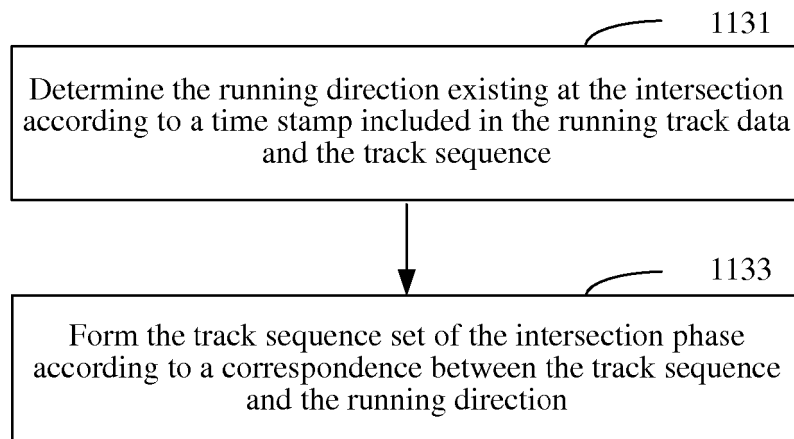 1131
Determine the running direction existing at the intersection
according to a time stamp included in the running track data
and the track sequence
1133
Form the track sequence set of the intersection phase
according to a correspondence between the track sequence
and the running direction